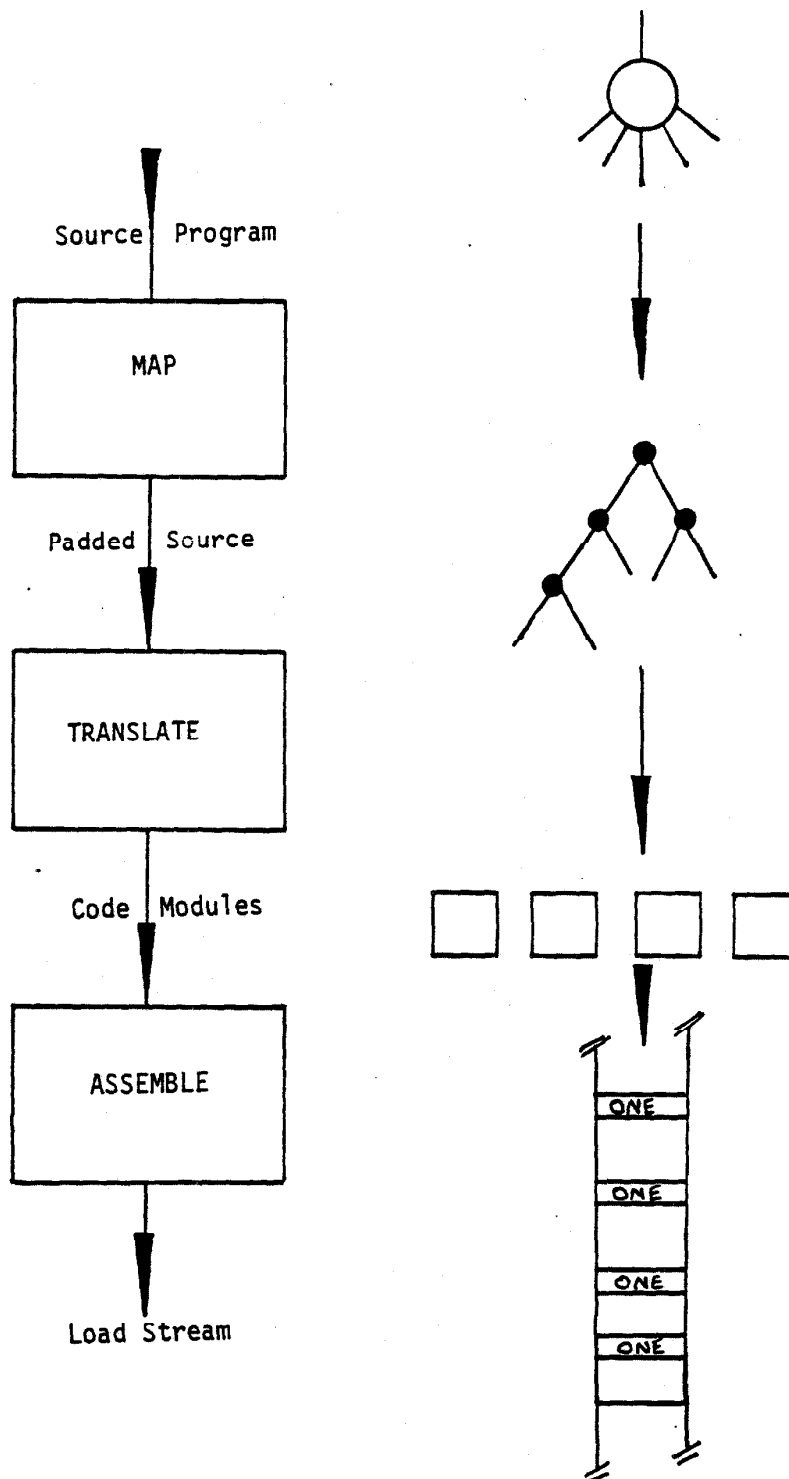 Source Program
MAP
Padded Source
TRANSLATE
Code Modules
ASSEMBLE
Load Stream
ONE
ONE
ONE
ONE